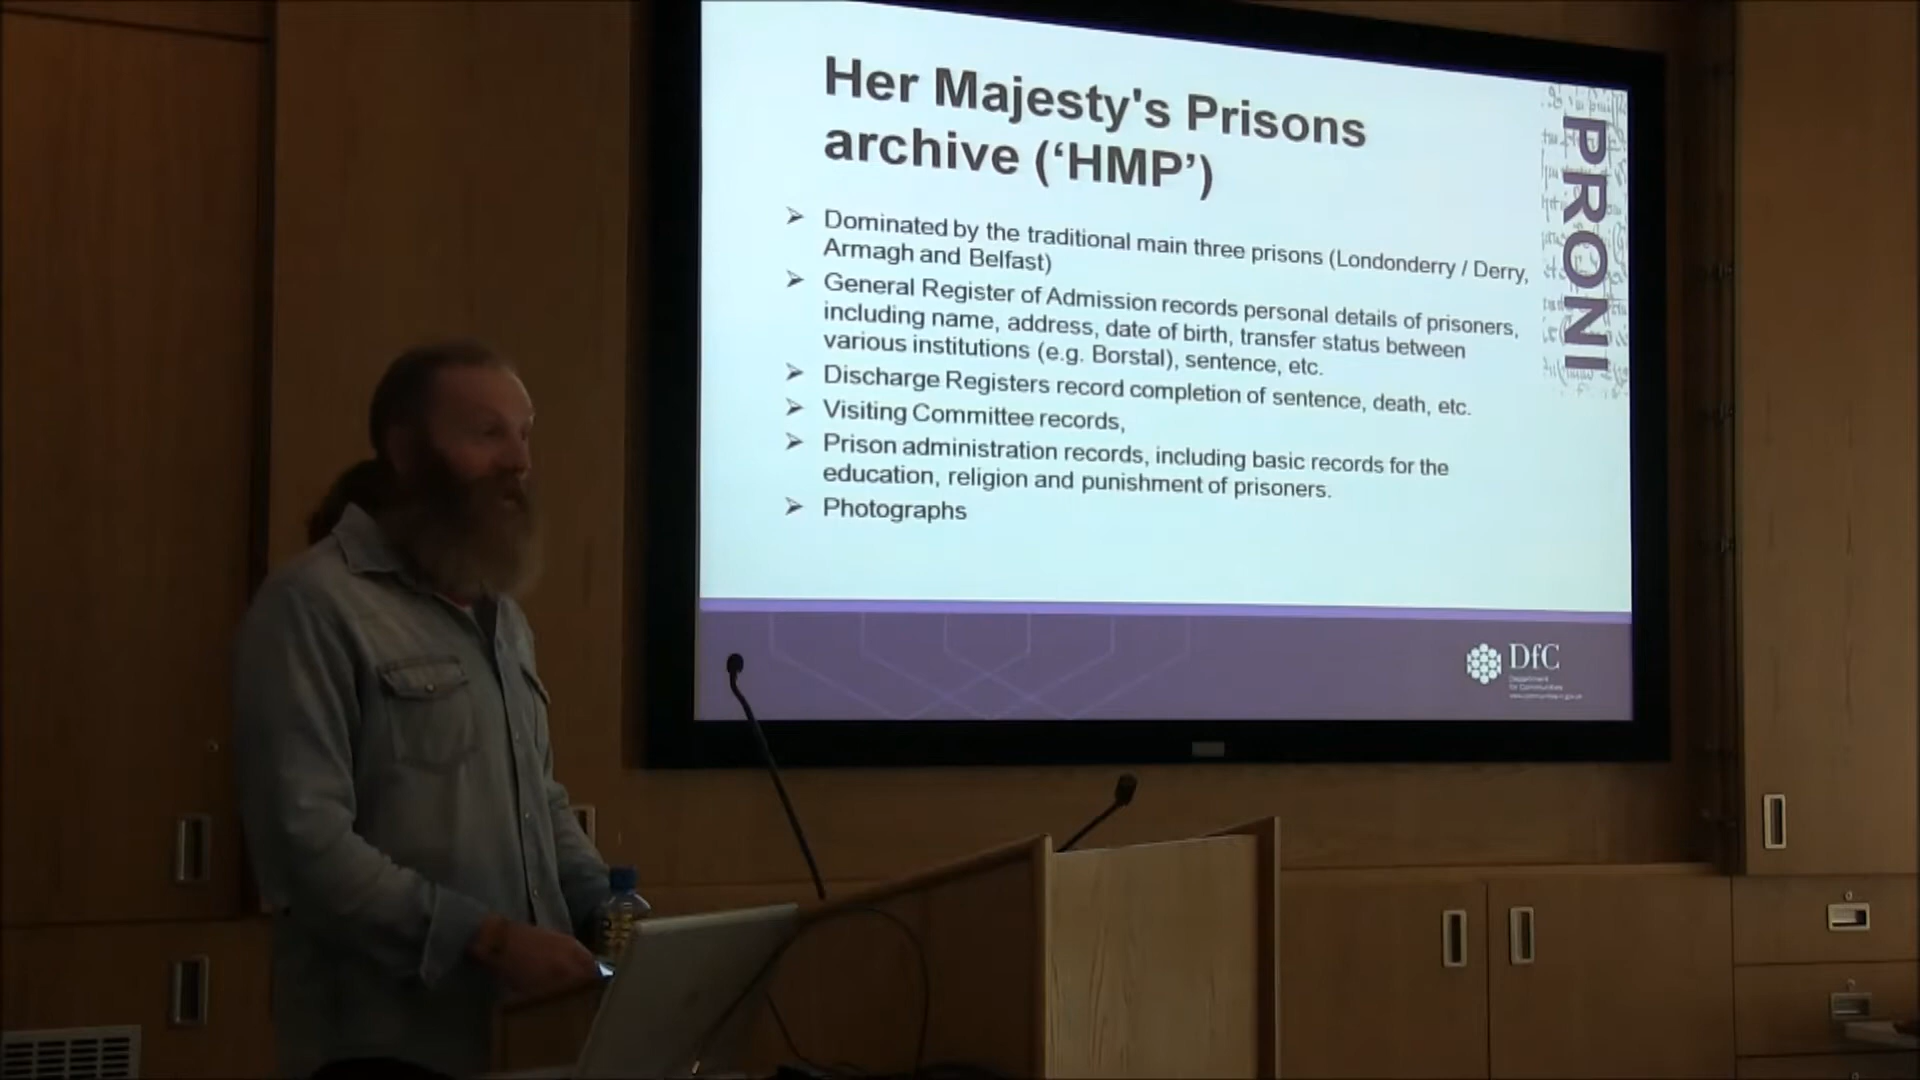 Her Majesty's Prisons
archive (‘HMP’)
➢ Dominated by the traditional main three prisons (Londonderry / Derry,
Armagh and Belfast)
➢ General Register of Admission records personal details of prisoners,
including name, address, date of birth, transfer status between
various institutions (e.g. Borstal), sentence, etc.
➢ Discharge Registers record completion of sentence, death, etc.
➢ Visiting Committee records,
➢ Prison administration records, including basic records for the
education, religion and punishment of prisoners.
➢ Photographs
PRONI
DfC
Department
for Communities